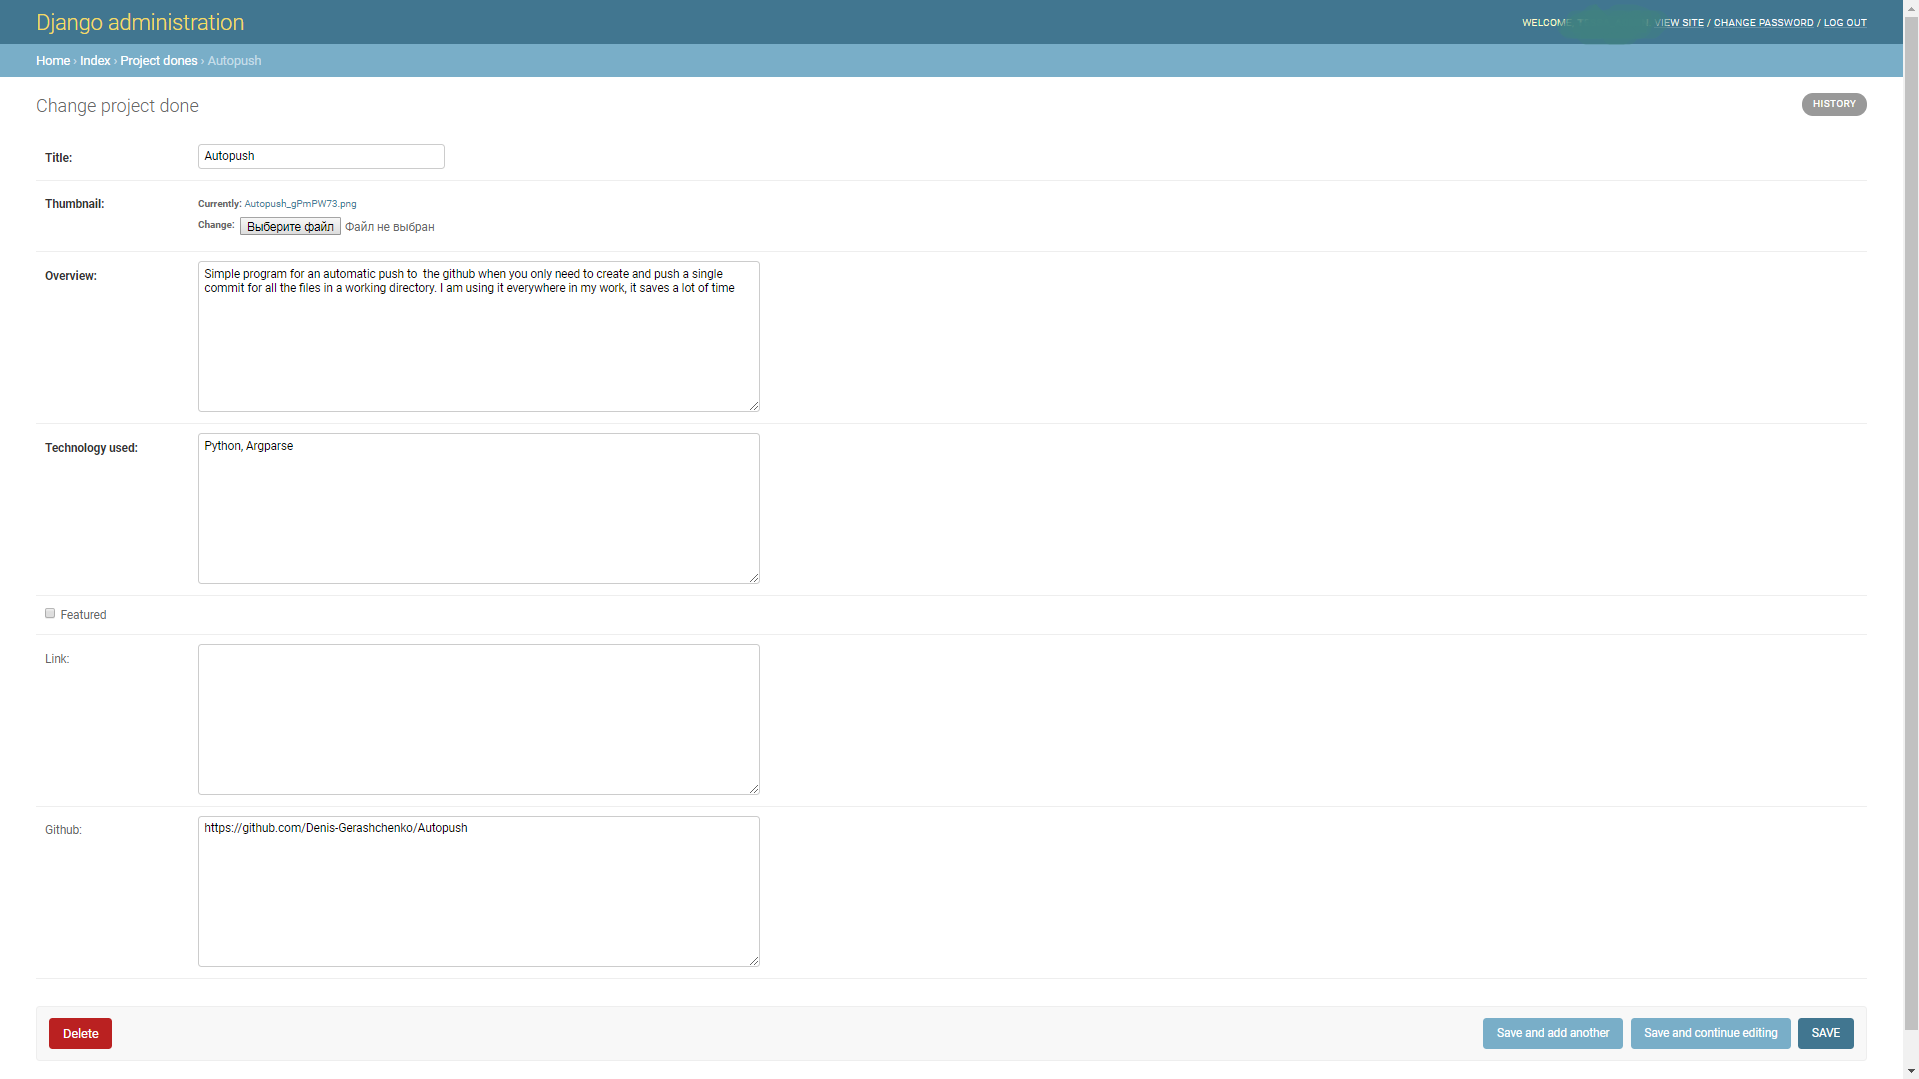 Django administration
WELCOME / VIEW SITE / CHANGE PASSWORD / LOG OUT
Home › Index › Project dones › Autopush
Change project done
HISTORY
Title:
Autopush
Thumbnail:
Currently: Autopush_gPmPW73.png
Change: Выберите файл Файл не выбран
Overview:
Simple program for an automatic push to  the github when you only need to create and push a single
commit for all the files in a working directory. I am using it everywhere in my work, it saves a lot of time
Technology used:
Python, Argparse
Featured
Link:
Github:
https://github.com/Denis-Gerashchenko/Autopush
Delete
Save and add another
Save and continue editing
SAVE